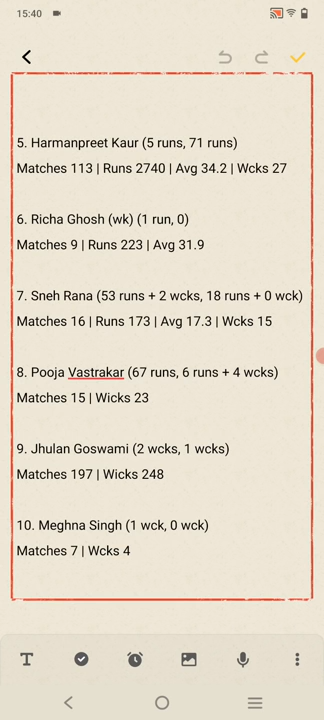 15:40
5. Harmanpreet Kaur (5 runs, 71 runs)
Matches 113 | Runs 2740 | Avg 34.2 | Wcks 27
6. Richa Ghosh (wk) (1 run, 0)
Matches 9 | Runs 223 | Avg 31.9
7. Sneh Rana (53 runs + 2 wcks, 18 runs + 0 wck)
Matches 16 | Runs 173 | Avg 17.3 | Wcks 15
8. Pooja Vastrakar (67 runs, 6 runs + 4 wcks)
Matches 15 | Wicks 23
9. Jhulan Goswami (2 wcks, 1 wcks)
Matches 197 | Wicks 248
10. Meghna Singh (1 wck, 0 wck)
Matches 7 | Wcks 4
T